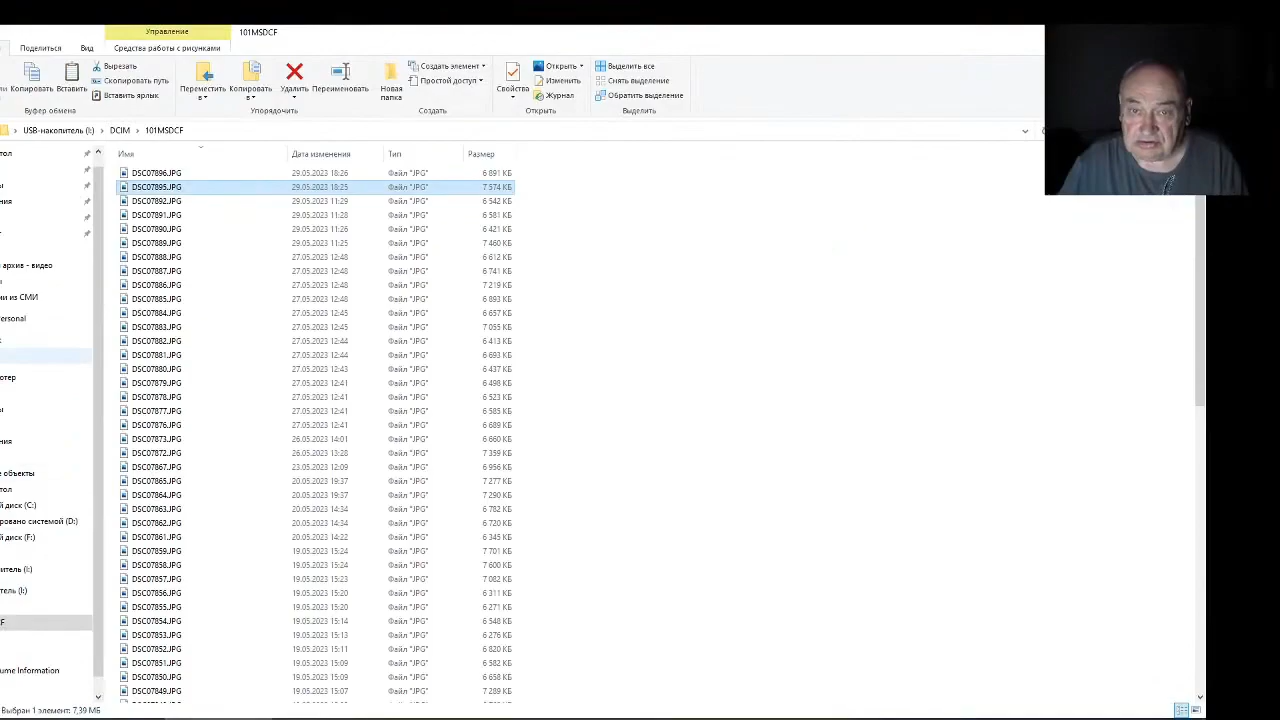 Управление 101MSDCF
Поделиться Вид Средства работы с рисунками
Копировать Вставить
Вырезать
Скопировать путь
Вставить ярлык
Буфер обмена
Переместить в
Копировать в
Удалить
Переименовать
Упорядочить
Новая папка
Создать элемент
Простой доступ
Создать
Свойства
Открыть
Изменить
Журнал
Открыть
Выделить все
Снять выделение
Обратить выделение
Выделить
USB-накопитель (I:) DCIM 101MSDCF
Имя Дата изменения Тип Размер
DSC07896.JPG 29.05.2023 18:26 Файл "JPG" 6 891 КБ
DSC07895.JPG 29.05.2023 18:25 Файл "JPG" 7 574 КБ
DSC07892.JPG 29.05.2023 11:29 Файл "JPG" 6 542 КБ
DSC07891.JPG 29.05.2023 11:28 Файл "JPG" 6 581 КБ
DSC07890.JPG 29.05.2023 11:26 Файл "JPG" 6 421 КБ
DSC07889.JPG 29.05.2023 11:25 Файл "JPG" 7 460 КБ
DSC07888.JPG 27.05.2023 12:48 Файл "JPG" 6 612 КБ
DSC07887.JPG 27.05.2023 12:48 Файл "JPG" 6 741 КБ
DSC07886.JPG 27.05.2023 12:48 Файл "JPG" 7 219 КБ
DSC07885.JPG 27.05.2023 12:48 Файл "JPG" 6 893 КБ
DSC07884.JPG 27.05.2023 12:45 Файл "JPG" 6 657 КБ
DSC07883.JPG 27.05.2023 12:45 Файл "JPG" 7 055 КБ
DSC07882.JPG 27.05.2023 12:44 Файл "JPG" 6 413 КБ
DSC07881.JPG 27.05.2023 12:44 Файл "JPG" 6 693 КБ
DSC07880.JPG 27.05.2023 12:43 Файл "JPG" 6 437 КБ
DSC07879.JPG 27.05.2023 12:41 Файл "JPG" 6 498 КБ
DSC07878.JPG 27.05.2023 12:41 Файл "JPG" 6 523 КБ
DSC07877.JPG 27.05.2023 12:41 Файл "JPG" 6 585 КБ
DSC07876.JPG 27.05.2023 12:41 Файл "JPG" 6 689 КБ
DSC07873.JPG 26.05.2023 14:01 Файл "JPG" 6 660 КБ
DSC07872.JPG 26.05.2023 13:28 Файл "JPG" 7 359 КБ
DSC07867.JPG 23.05.2023 12:09 Файл "JPG" 6 956 КБ
DSC07865.JPG 20.05.2023 19:37 Файл "JPG" 7 277 КБ
DSC07864.JPG 20.05.2023 19:37 Файл "JPG" 7 290 КБ
DSC07863.JPG 20.05.2023 14:34 Файл "JPG" 6 782 КБ
DSC07862.JPG 20.05.2023 14:34 Файл "JPG" 6 720 КБ
DSC07861.JPG 20.05.2023 14:22 Файл "JPG" 6 345 КБ
DSC07859.JPG 19.05.2023 15:24 Файл "JPG" 7 701 КБ
DSC07858.JPG 19.05.2023 15:24 Файл "JPG" 7 600 КБ
DSC07857.JPG 19.05.2023 15:23 Файл "JPG" 7 082 КБ
DSC07856.JPG 19.05.2023 15:20 Файл "JPG" 6 311 КБ
DSC07855.JPG 19.05.2023 15:20 Файл "JPG" 6 271 КБ
DSC07854.JPG 19.05.2023 15:14 Файл "JPG" 6 548 КБ
DSC07853.JPG 19.05.2023 15:13 Файл "JPG" 6 276 КБ
DSC07852.JPG 19.05.2023 15:11 Файл "JPG" 6 820 КБ
DSC07851.JPG 19.05.2023 15:09 Файл "JPG" 6 582 КБ
DSC07850.JPG 19.05.2023 15:09 Файл "JPG" 6 658 КБ
DSC07849.JPG 19.05.2023 15:07 Файл "JPG" 7 289 КБ
тол
ы
ния
архив - видео
ии из СМИ
ersonal
отер
ы
ния
е объекты
тол
й диск (C:)
ировано системой (D:)
й диск (F:)
итель (I:)
тель (I:)
CF
ume Information
Выбран 1 элемент: 7,39 МБ